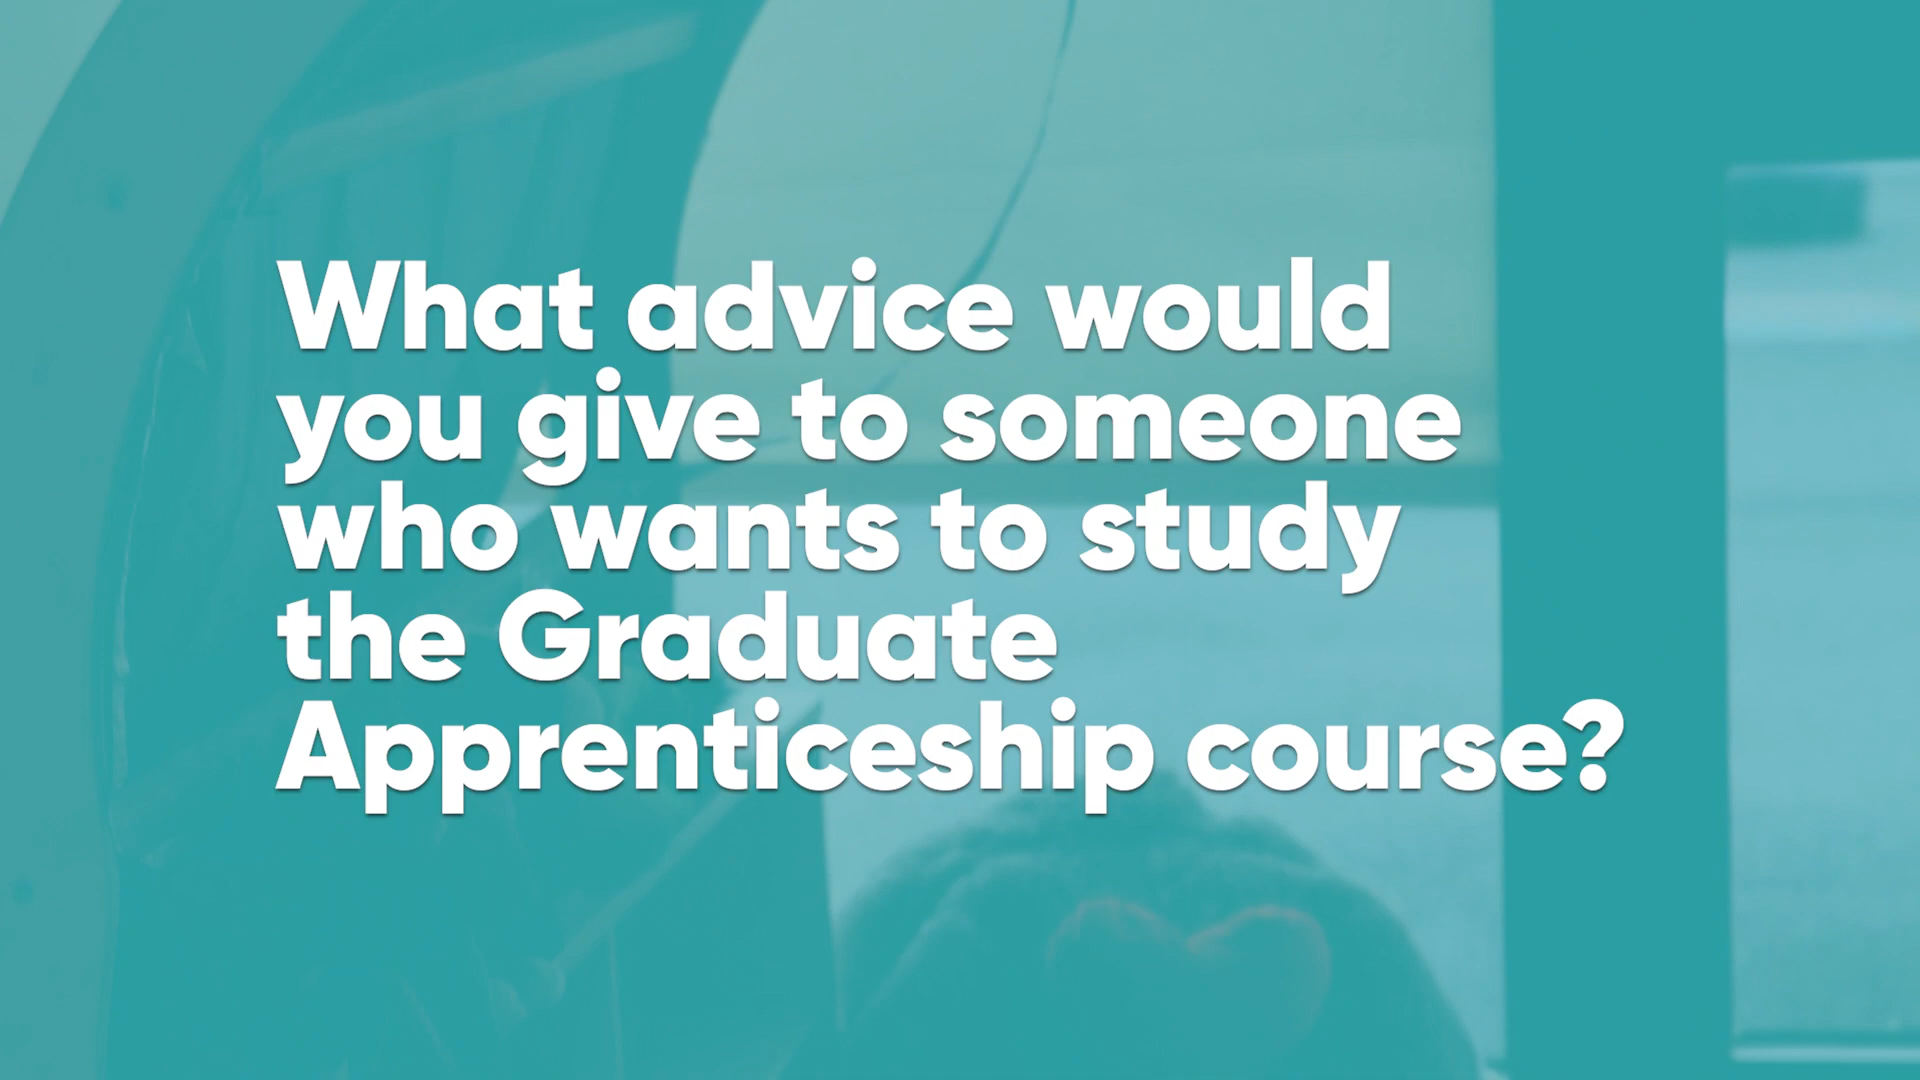 What advice would
you give to someone
who wants to study
the Graduate
Apprenticeship course?